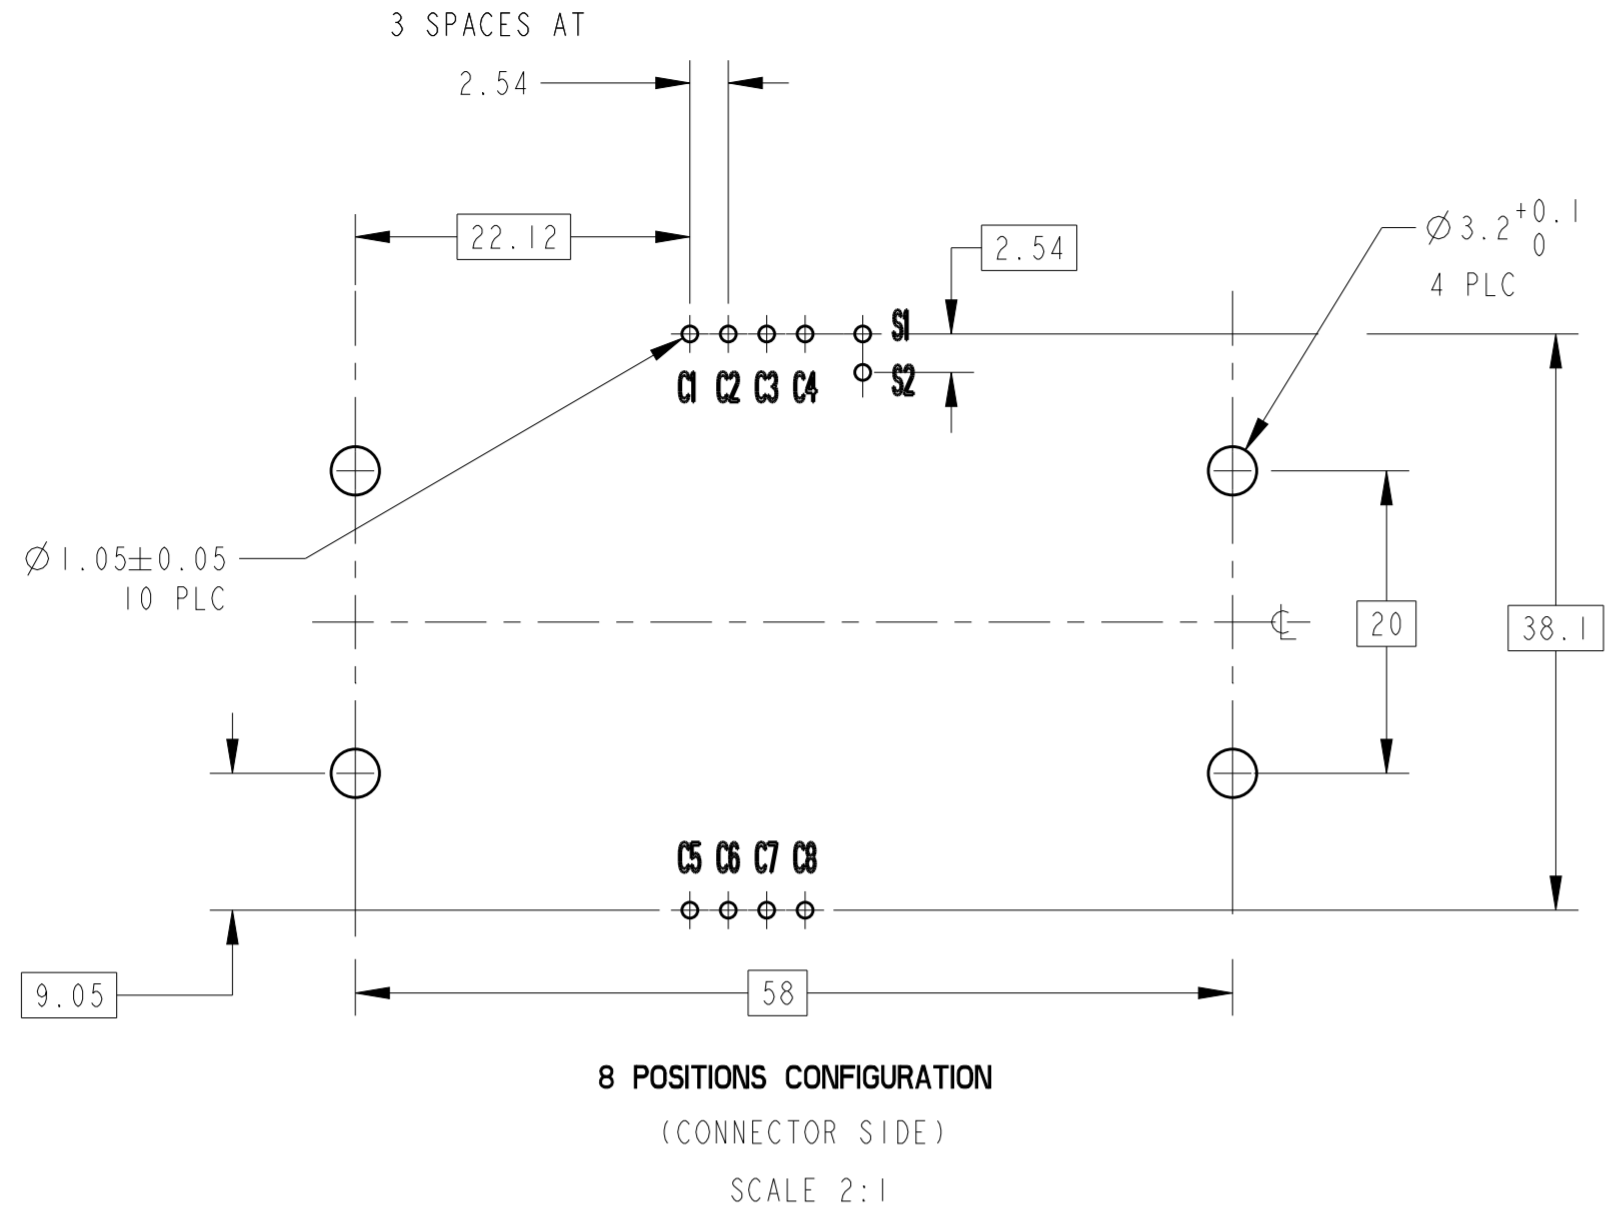 3 SPACES AT
2.54
22.12
2.54
Ø3.2 +0.1
0
4 PLC
S1
S2
C1 C2 C3 C4
Ø1.05±0.05
10 PLC
℄
20
38.1
C5 C6 C7 C8
9.05
58
8 POSITIONS CONFIGURATION
(CONNECTOR SIDE)
SCALE 2:1